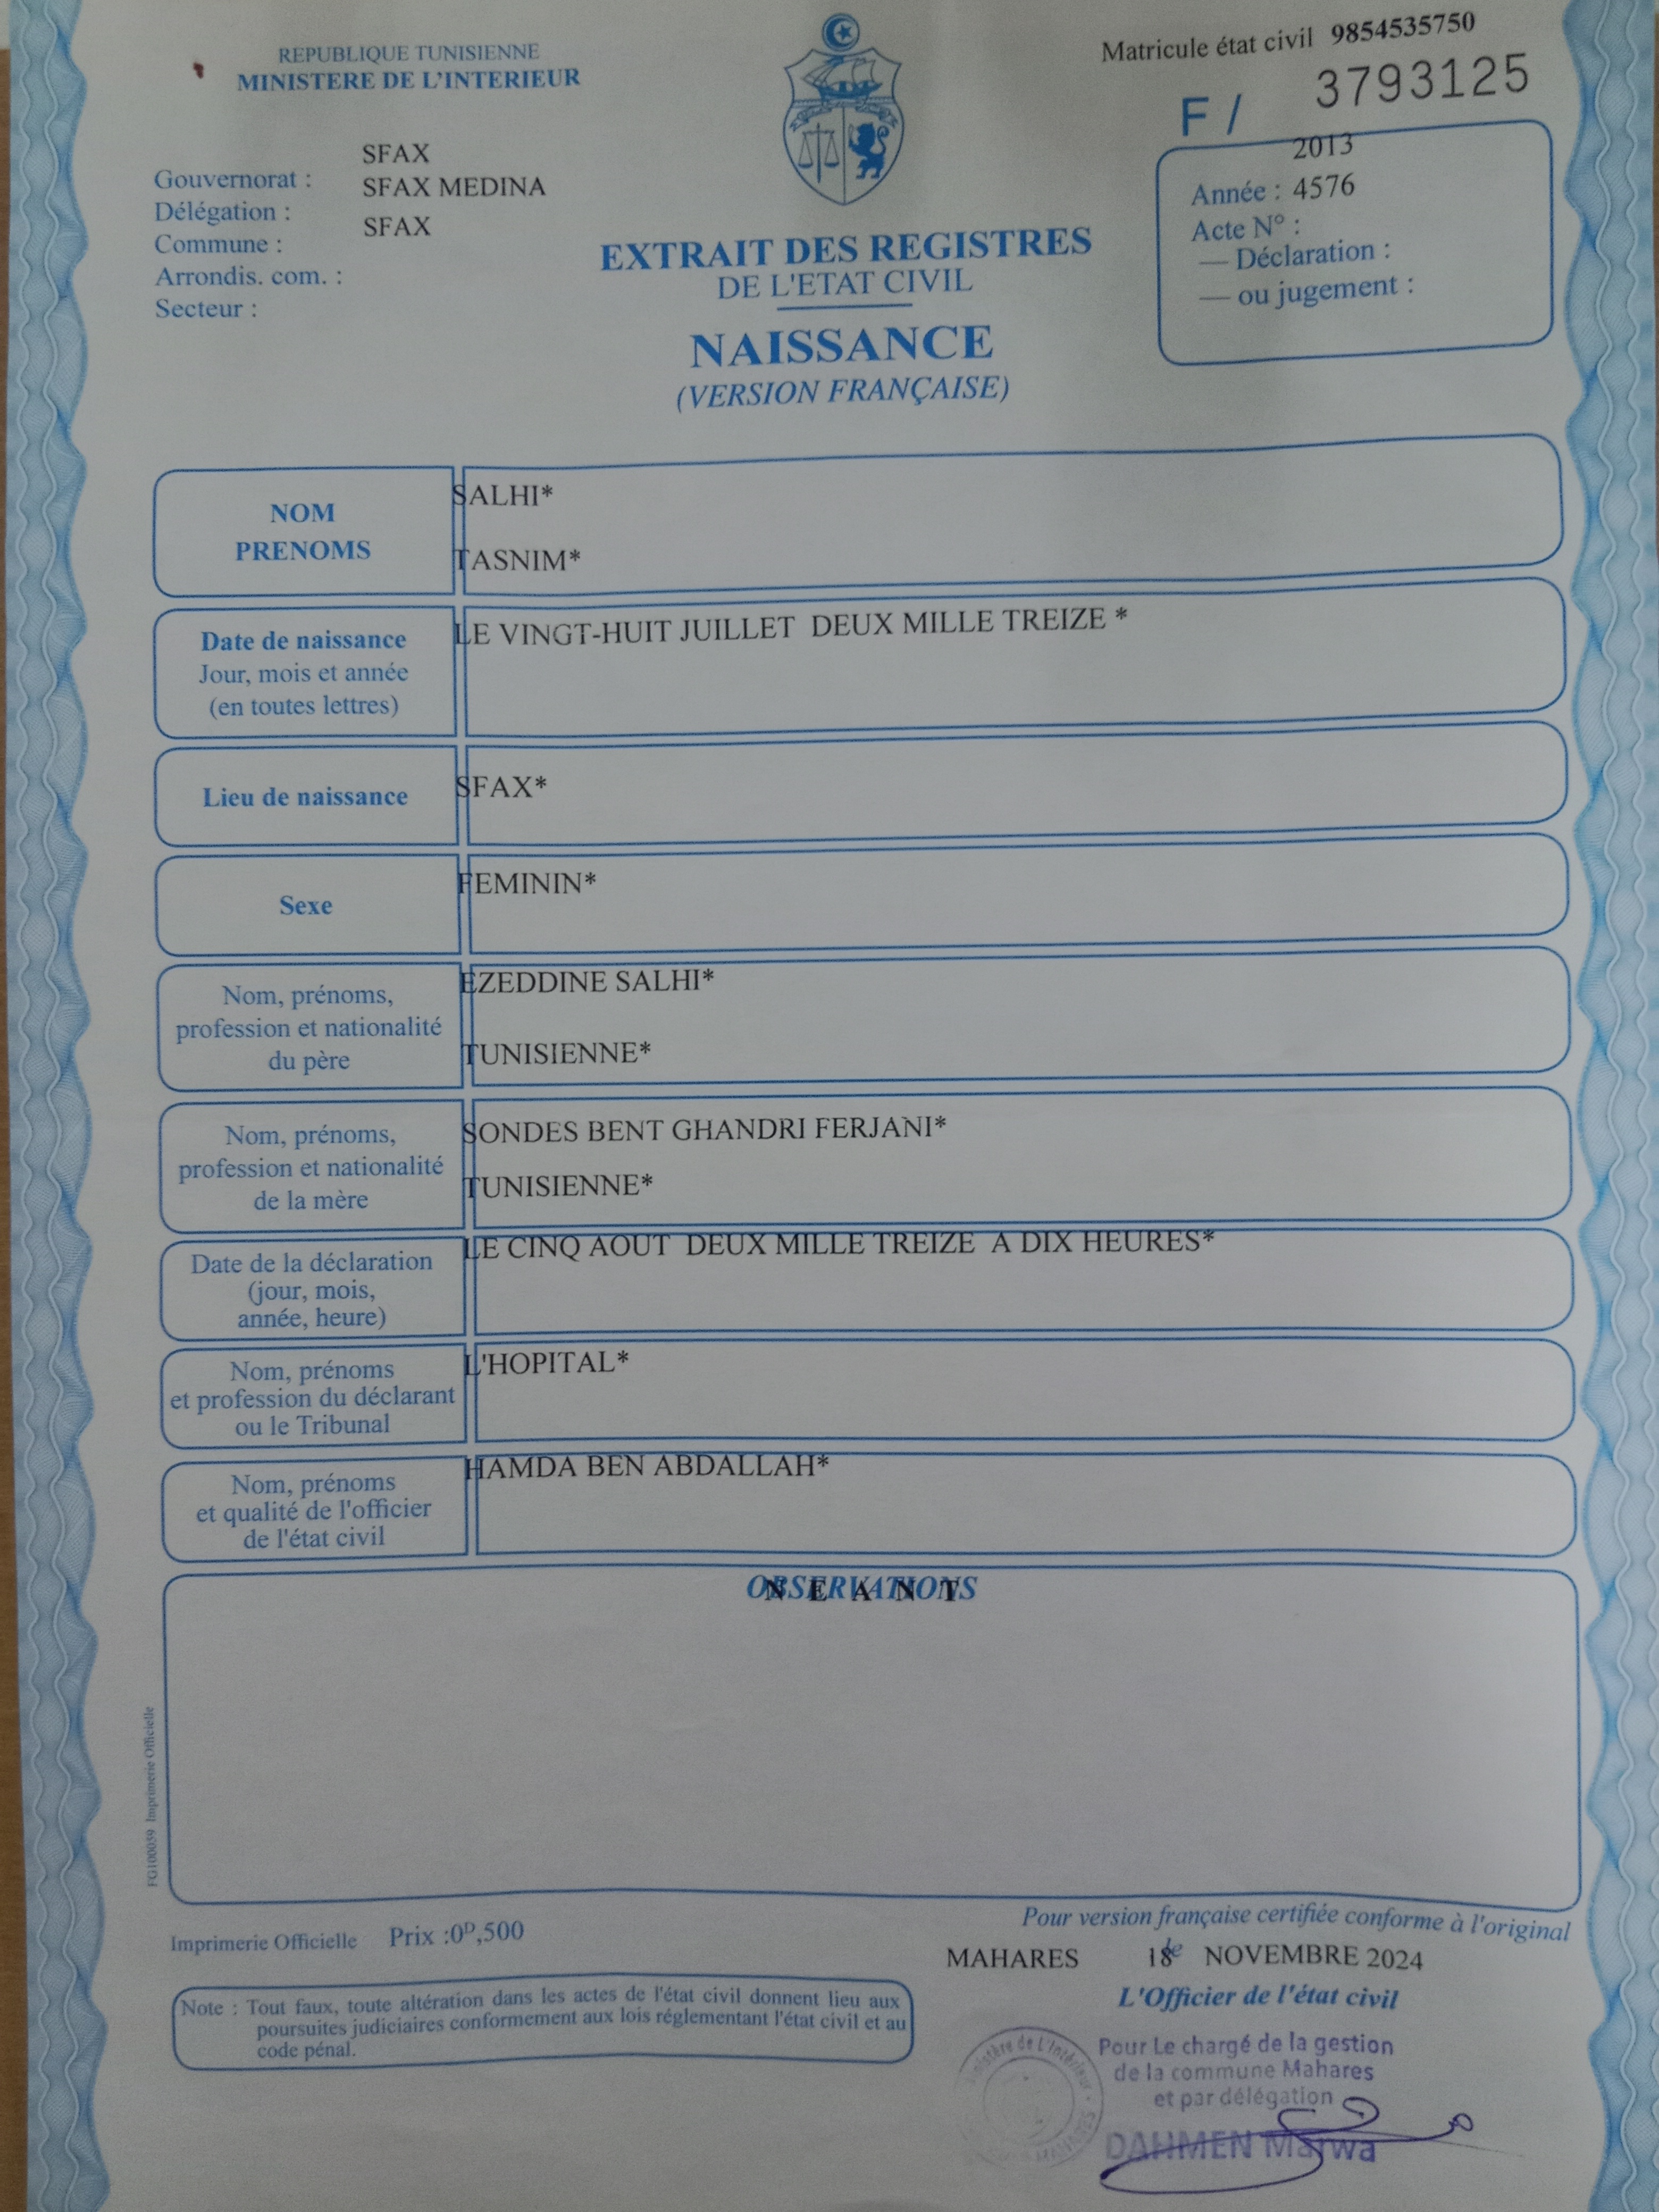 REPUBLIQUE TUNISIENNE
MINISTERE DE L'INTERIEUR
Matricule état civil 9854535750
F / 3793125
SFAX
Gouvernorat : SFAX MEDINA
Délégation :
SFAX
Commune :
Arrondis. com. :
Secteur :
2013
Année : 4576
Acte N° :
— Déclaration :
— ou jugement :
EXTRAIT DES REGISTRES
DE L'ETAT CIVIL
NAISSANCE
(VERSION FRANÇAISE)
NOM
PRENOMS
SALHI*
TASNIM*
Date de naissance
Jour, mois et année
(en toutes lettres)
LE VINGT-HUIT JUILLET DEUX MILLE TREIZE *
Lieu de naissance
SFAX*
Sexe
FEMININ*
Nom, prénoms,
profession et nationalité
du père
EZEDDINE SALHI*
TUNISIENNE*
Nom, prénoms,
profession et nationalité
de la mère
SONDES BENT GHANDRI FERJANI*
TUNISIENNE*
Date de la déclaration
(jour, mois,
année, heure)
LE CINQ AOUT DEUX MILLE TREIZE A DIX HEURES*
Nom, prénoms
et profession du déclarant
ou le Tribunal
L'HOPITAL*
Nom, prénoms
et qualité de l'officier
de l'état civil
HAMDA BEN ABDALLAH*
OBSERVATIONS
N E A N T
FG100059 Imprimerie Officielle
Imprimerie Officielle Prix :0ᴰ,500
Pour version française certifiée conforme à l'original
MAHARES 18 le NOVEMBRE 2024
L'Officier de l'état civil
Note : Tout faux, toute altération dans les actes de l'état civil donnent lieu aux
poursuites judiciaires conformement aux lois réglementant l'état civil et au
code pénal.
Ministère de L'Intérieur
Pour Le chargé de la gestion
de la commune Mahares
et par délégation
DAHMEN Marwa